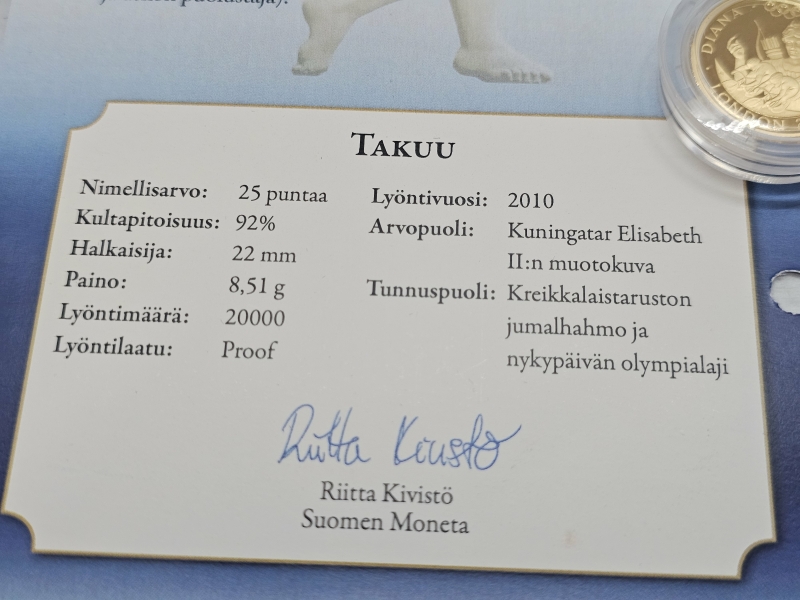 TAKUU
Nimellisarvo: 25 puntaa
Kultapitoisuus: 92%
Halkaisija: 22 mm
Paino: 8,51 g
Lyöntimäärä: 20000
Lyöntilaatu: Proof
Lyöntivuosi: 2010
Arvopuoli: Kuningatar Elisabeth
II:n muotokuva
Tunnuspuoli: Kreikkalaistaruston
jumalhahmo ja
nykypäivän olympialaji
Riitta Kivistö
Riitta Kivistö
Suomen Moneta
DIANA
LONDON